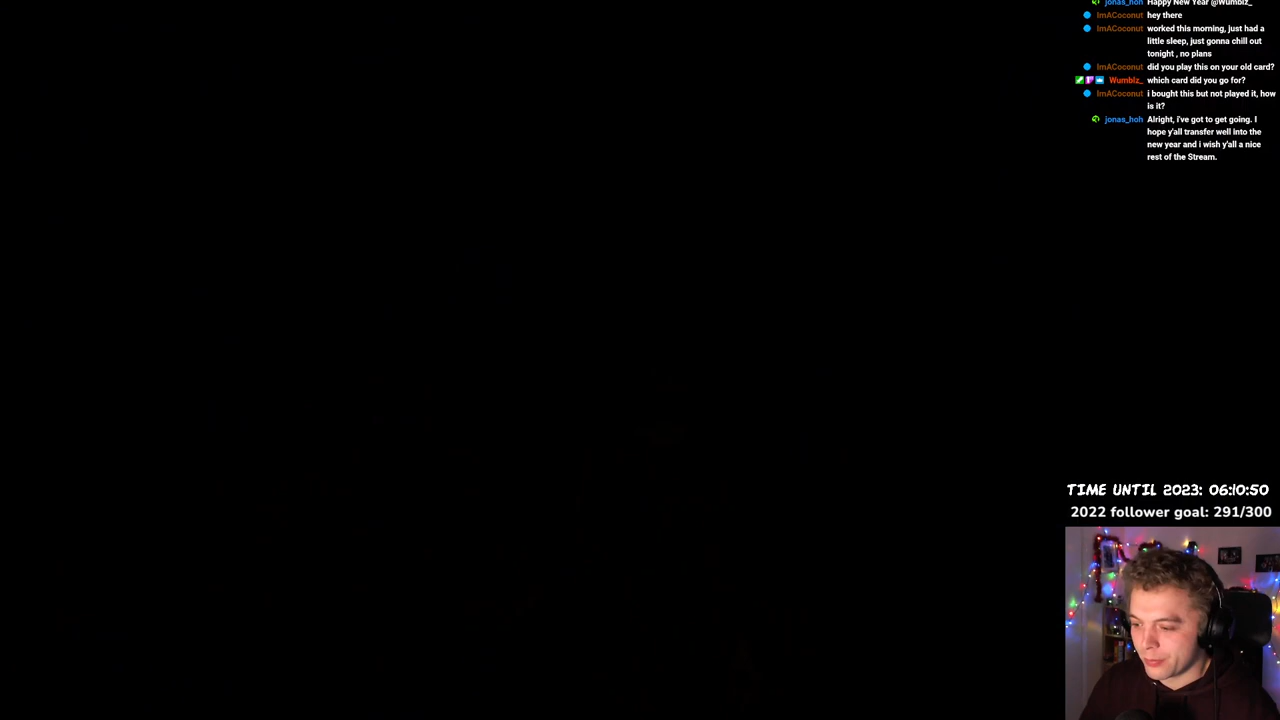 jonas_hoh Happy New Year @Wumblz_
ImACoconut hey there
ImACoconut worked this morning, just had a
little sleep, just gonna chill out
tonight , no plans
ImACoconut did you play this on your old card?
Wumblz_ which card did you go for?
ImACoconut i bought this but not played it, how
is it?
jonas_hoh Alright, i've got to get going. I
hope y'all transfer well into the
new year and i wish y'all a nice
rest of the Stream.
TIME UNTIL 2023: 06:10:50
2022 follower goal: 291/300